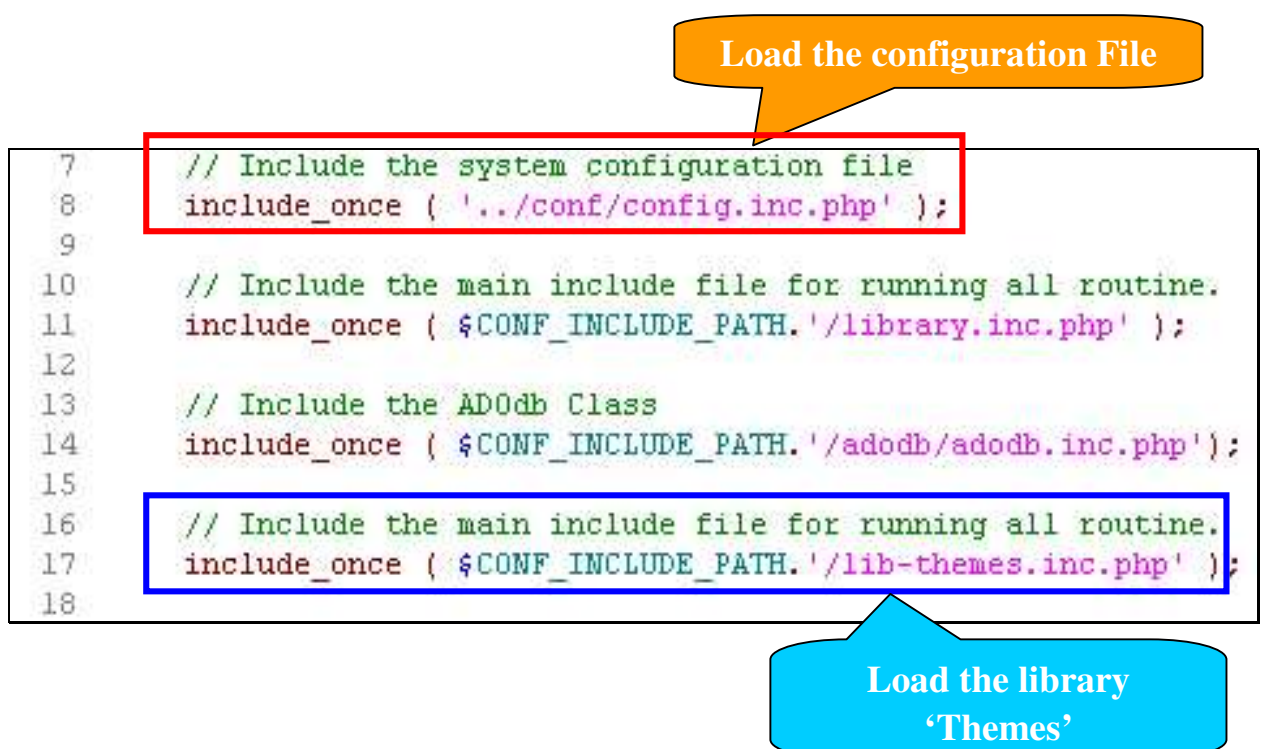 Load the configuration File
7 // Include the system configuration file
8 include_once ( '../conf/config.inc.php' );
9
10 // Include the main include file for running all routine.
11 include_once ( $CONF_INCLUDE_PATH.'/library.inc.php' );
12
13 // Include the ADOdb Class
14 include_once ( $CONF_INCLUDE_PATH.'/adodb/adodb.inc.php');
15
16 // Include the main include file for running all routine.
17 include_once ( $CONF_INCLUDE_PATH.'/lib-themes.inc.php' );
18
Load the library
‘Themes’